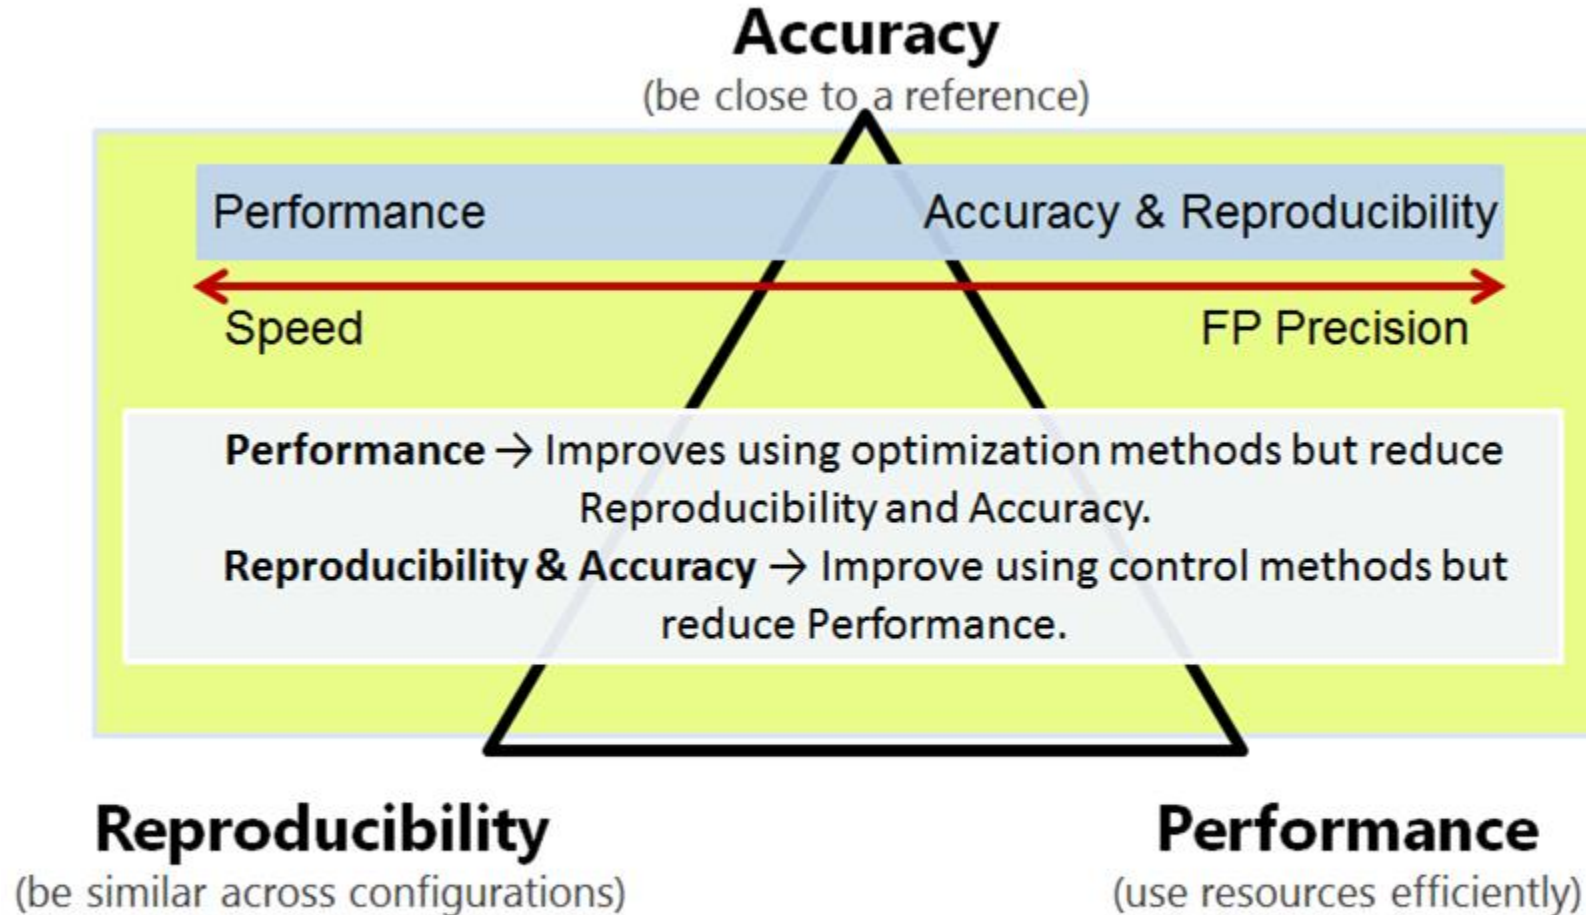 Accuracy
(be close to a reference)
Performance
Accuracy & Reproducibility
Speed
FP Precision
Performance → Improves using optimization methods but reduce
Reproducibility and Accuracy.
Reproducibility & Accuracy → Improve using control methods but
reduce Performance.
Reproducibility
(be similar across configurations)
Performance
(use resources efficiently)